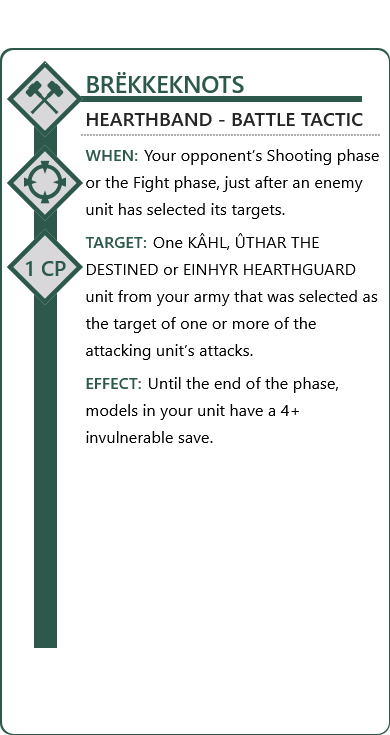 BRËKKEKNOTS
HEARTHBAND - BATTLE TACTIC
WHEN: Your opponent's Shooting phase
or the Fight phase, just after an enemy
unit has selected its targets.
TARGET: One KÂHL, ÛTHAR THE
DESTINED or EINHYR HEARTHGUARD
unit from your army that was selected as
the target of one or more of the
attacking unit's attacks.
1 CP
EFFECT: Until the end of the phase,
models in your unit have a 4+
invulnerable save.